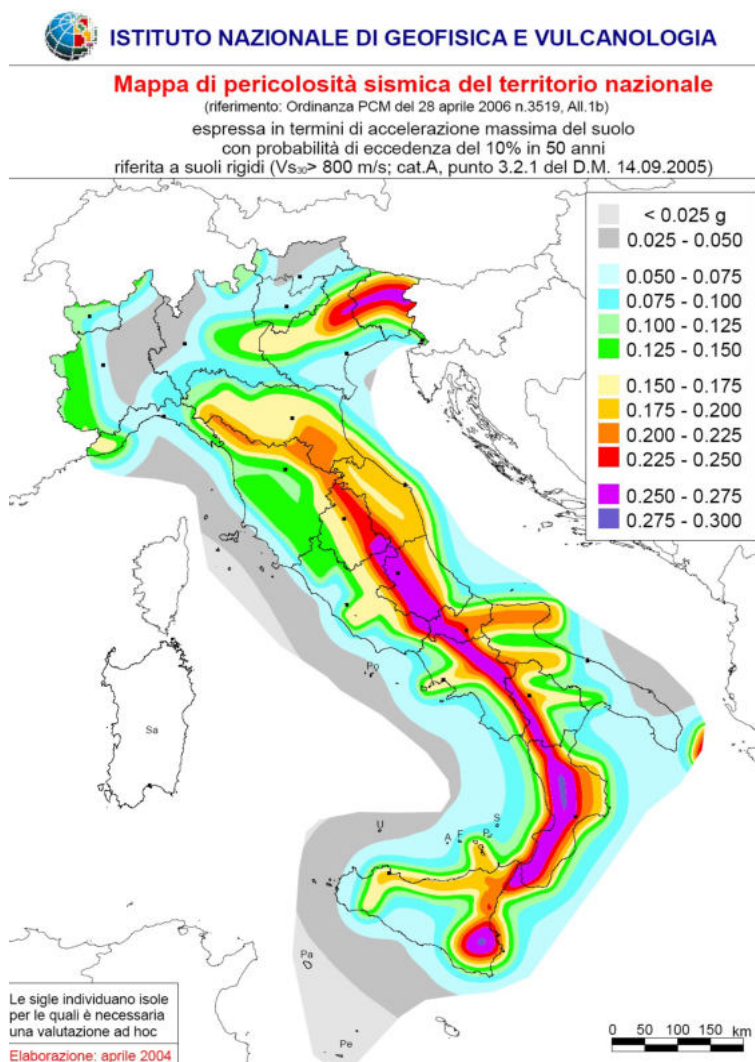 ISTITUTO NAZIONALE DI GEOFISICA E VULCANOLOGIA
Mappa di pericolosità sismica del territorio nazionale
(riferimento: Ordinanza PCM del 28 aprile 2006 n.3519, All.1b)
espressa in termini di accelerazione massima del suolo
con probabilità di eccedenza del 10% in 50 anni
riferita a suoli rigidi (Vs₃₀> 800 m/s; cat.A, punto 3.2.1 del D.M. 14.09.2005)
< 0.025 g
0.025 - 0.050
0.050 - 0.075
0.075 - 0.100
0.100 - 0.125
0.125 - 0.150
0.150 - 0.175
0.175 - 0.200
0.200 - 0.225
0.225 - 0.250
0.250 - 0.275
0.275 - 0.300
Po
Sa
U
S
A
F
P
Pa
Pe
Le sigle individuano isole
per le quali è necessaria
una valutazione ad hoc
Elaborazione: aprile 2004
0 50 100 150 km